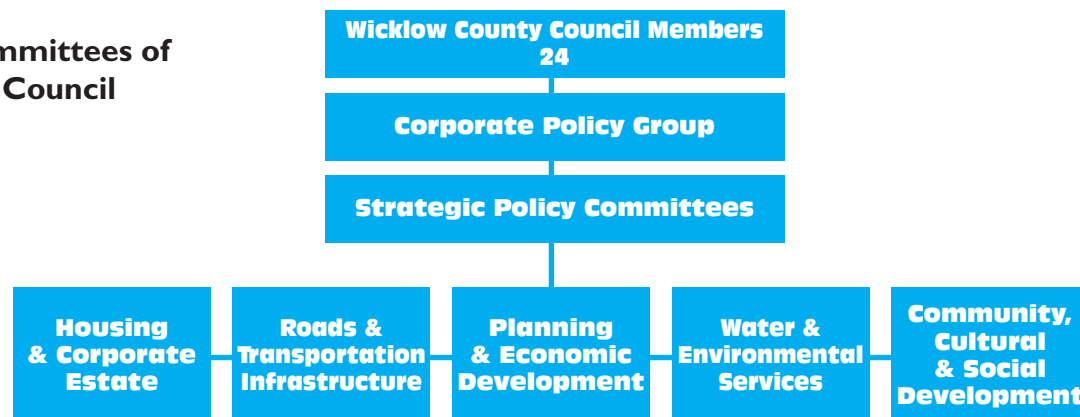 mmittees of
Council
Wicklow County Council Members
24
Corporate Policy Group
Strategic Policy Committees
Housing
& Corporate
Estate
Roads &
Transportation
Infrastructure
Planning
& Economic
Development
Water &
Environmental
Services
Community,
Cultural
& Social
Development